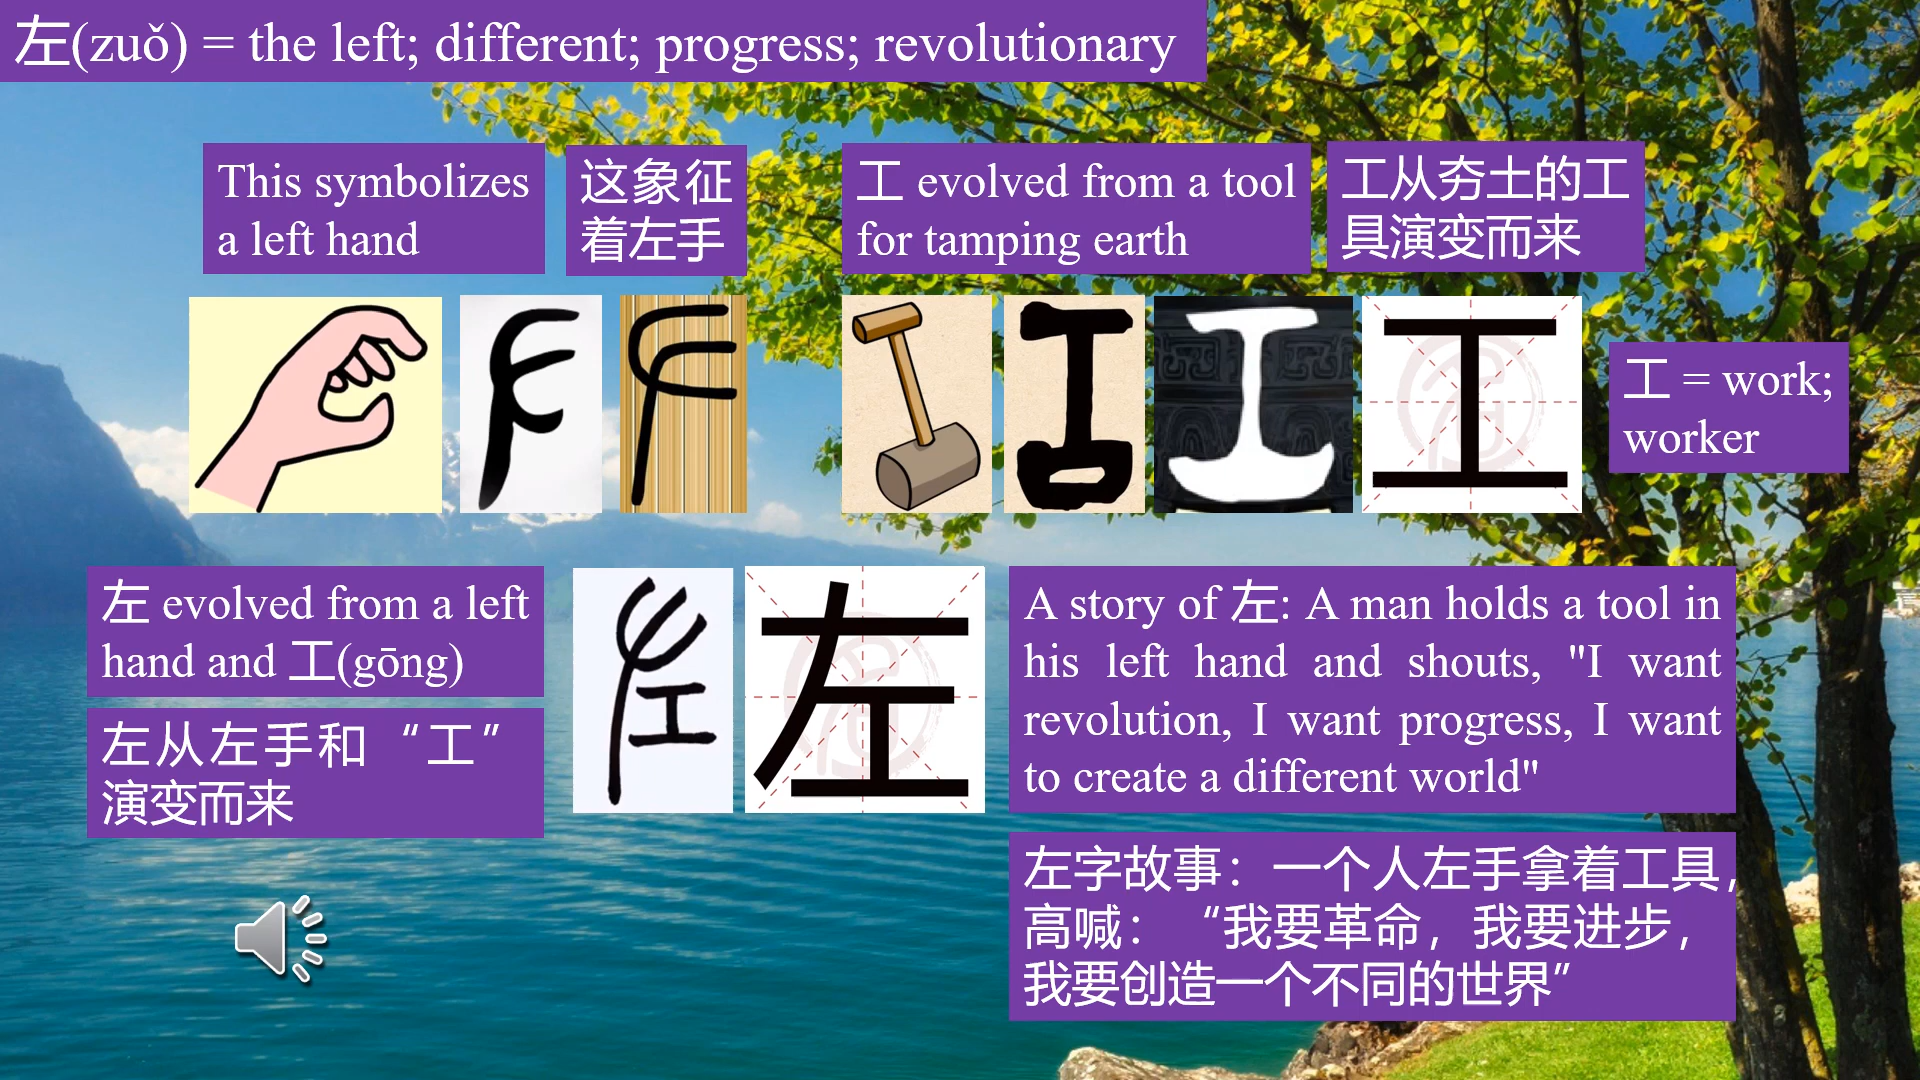 左(zuǒ) = the left; different; progress; revolutionary
This symbolizes
a left hand
这象征
着左手
工 evolved from a tool
for tamping earth
工从夯土的工
具演变而来
工
工 = work;
worker
左 evolved from a left
hand and 工(gōng)
左从左手和“工”
演变而来
左
A story of 左: A man holds a tool in
his left hand and shouts, "I want
revolution, I want progress, I want
to create a different world"
左字故事：一个人左手拿着工具，
高喊：“我要革命，我要进步，
我要创造一个不同的世界”